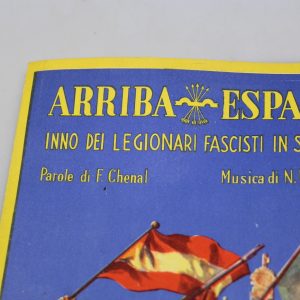 ARRIBA ESPA
INNO DEI LEGIONARI FASCISTI IN S
Parole di F. Chenal Musica di N.